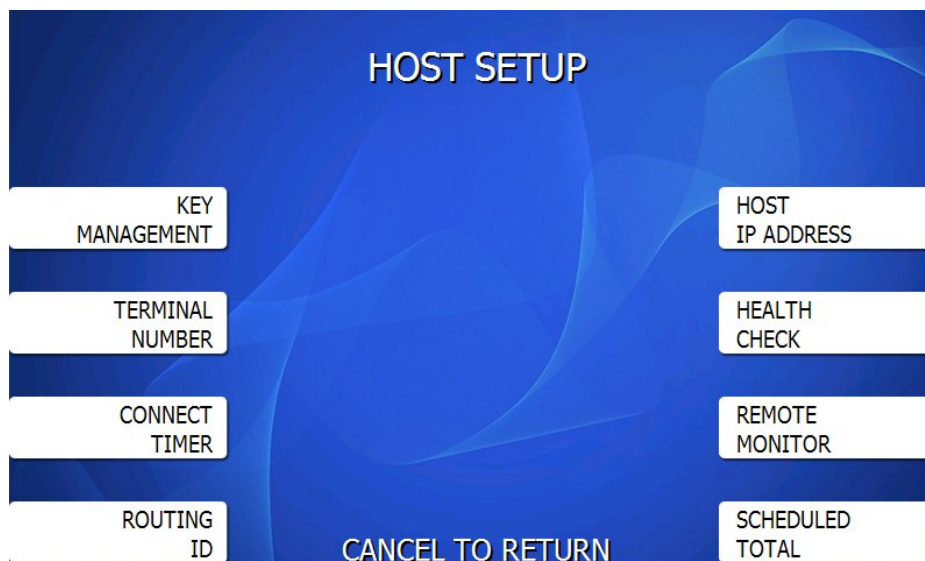 HOST SETUP
KEY
MANAGEMENT
TERMINAL
NUMBER
CONNECT
TIMER
ROUTING
ID
HOST
IP ADDRESS
HEALTH
CHECK
REMOTE
MONITOR
SCHEDULED
TOTAL
CANCEL TO RETURN